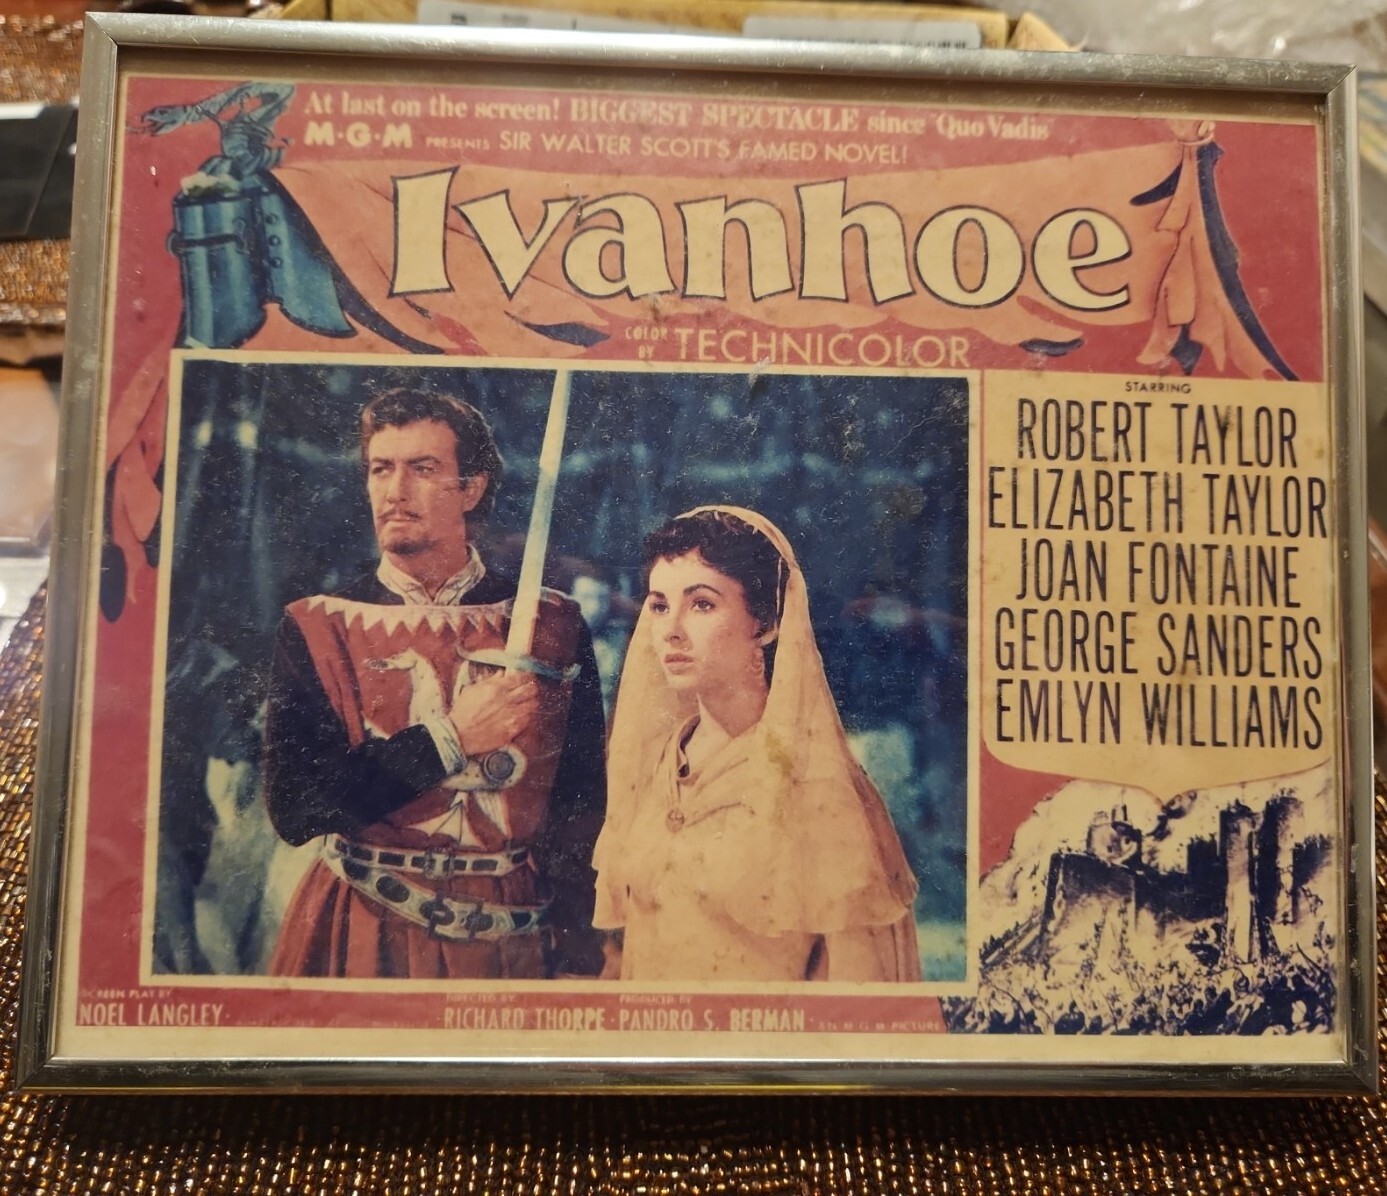 At last on the screen! BIGGEST SPECTACLE since "Quo Vadis"
M·G·M PRESENTS SIR WALTER SCOTT'S FAMED NOVEL!
Ivanhoe
COLOR BY TECHNICOLOR
STARRING
ROBERT TAYLOR
ELIZABETH TAYLOR
JOAN FONTAINE
GEORGE SANDERS
EMLYN WILLIAMS
SCREEN PLAY BY
NOEL LANGLEY
DIRECTED BY
RICHARD THORPE
PRODUCED BY
PANDRO S. BERMAN
AN M·G·M PICTURE